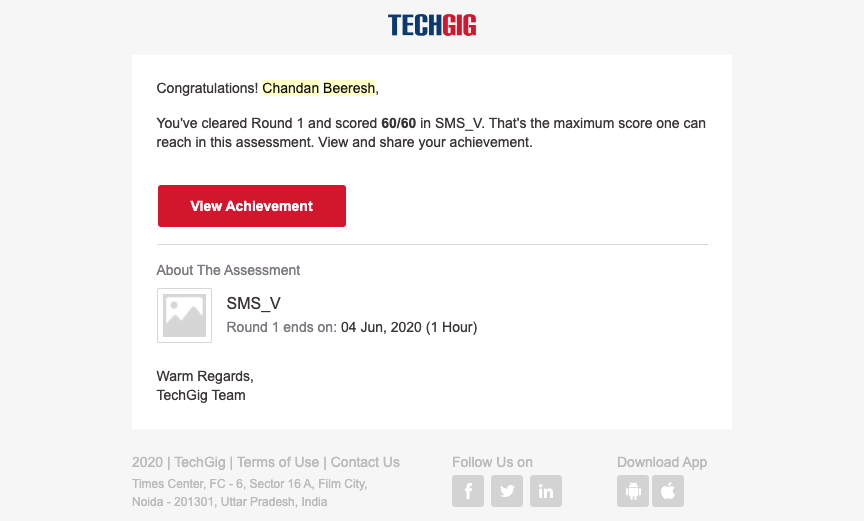 TECHGIG
Congratulations! Chandan Beeresh,
You've cleared Round 1 and scored 60/60 in SMS_V. That's the maximum score one can
reach in this assessment. View and share your achievement.
View Achievement
About The Assessment
SMS_V
Round 1 ends on: 04 Jun, 2020 (1 Hour)
Warm Regards,
TechGig Team
2020 | TechGig | Terms of Use | Contact Us
Times Center, FC - 6, Sector 16 A, Film City,
Noida - 201301, Uttar Pradesh, India
Follow Us on
Download App